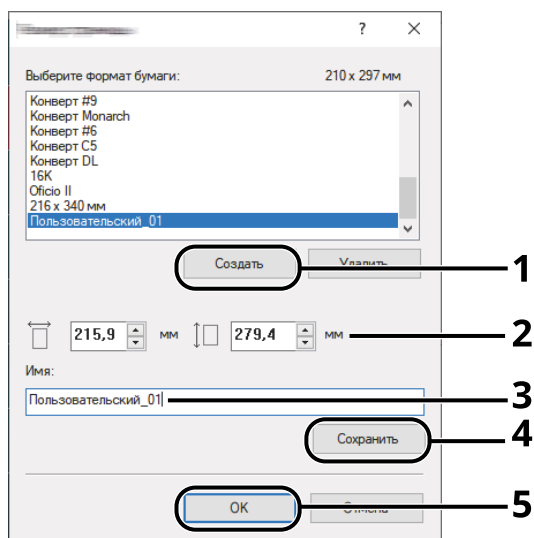 ?
Выберите формат бумаги: 210 x 297 мм
Конверт #9
Конверт Monarch
Конверт #6
Конверт C5
Конверт DL
16K
Oficio II
216 x 340 мм
Пользовательский_01
Создать Удалить 1
215,9 мм 279,4 мм 2
Имя:
Пользовательский_01 3
Сохранить 4
OK Отмена 5